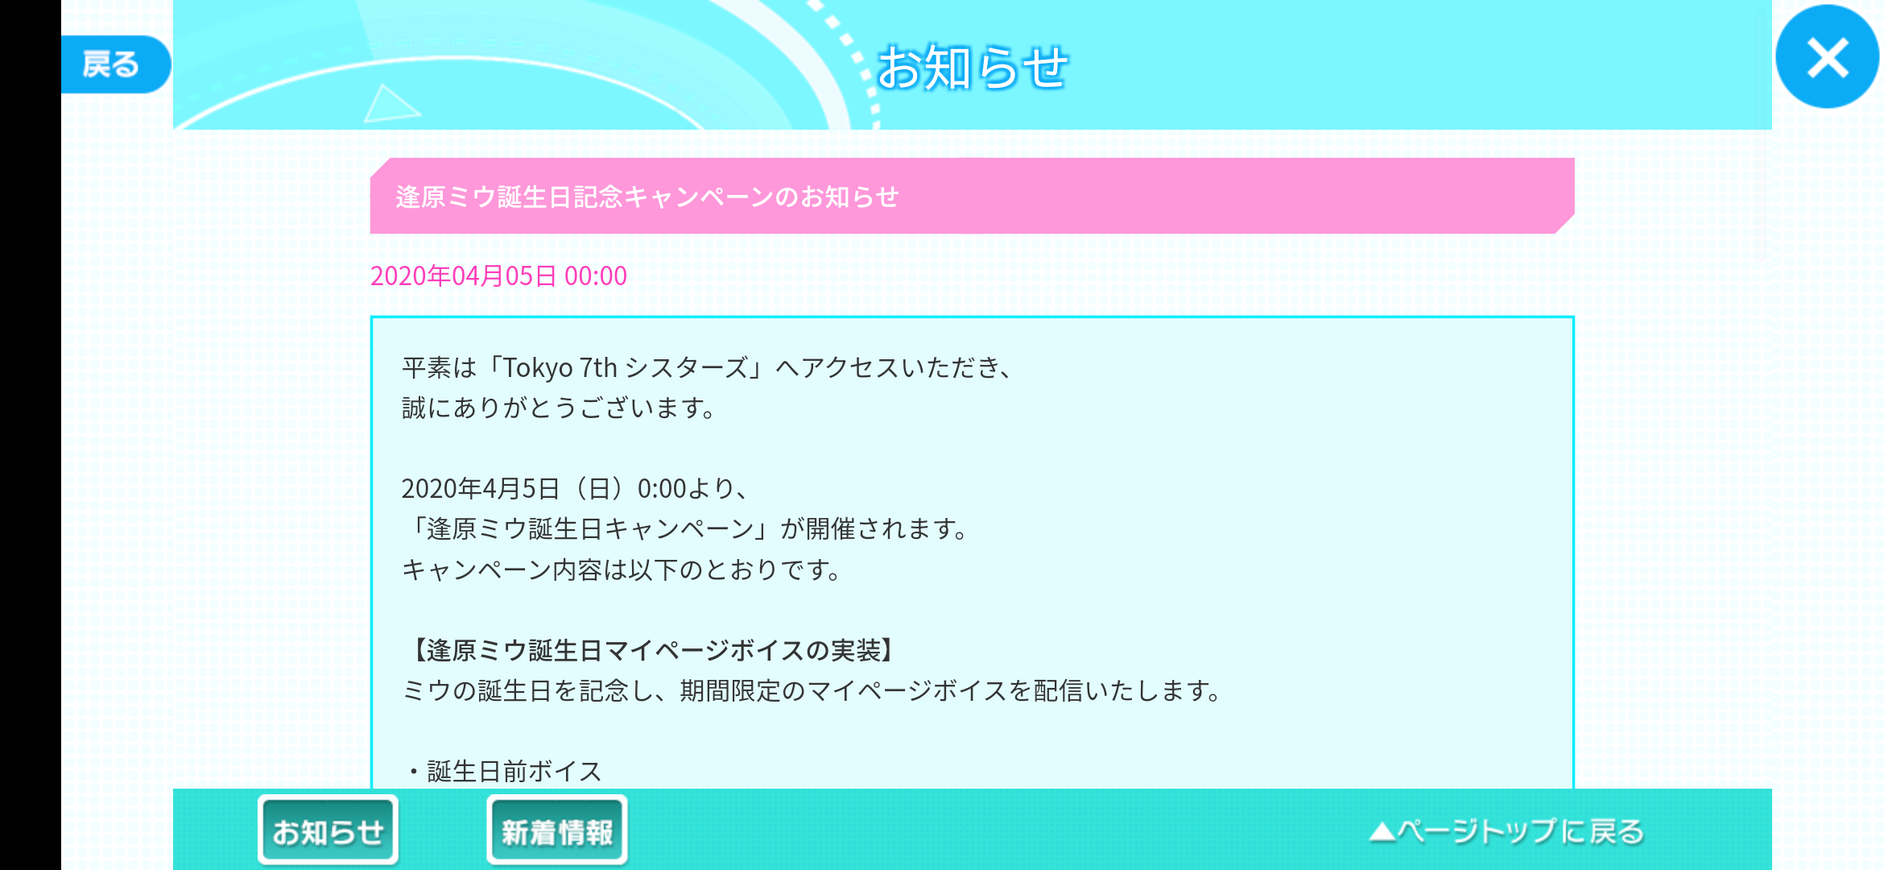 戻る
お知らせ
逢原ミウ誕生日記念キャンペーンのお知らせ
2020年04月05日 00:00
平素は「Tokyo 7th シスターズ」へアクセスいただき、
誠にありがとうございます。
2020年4月5日（日）0:00より、
「逢原ミウ誕生日キャンペーン」が開催されます。
キャンペーン内容は以下のとおりです。
【逢原ミウ誕生日マイページボイスの実装】
ミウの誕生日を記念し、期間限定のマイページボイスを配信いたします。
・誕生日前ボイス
お知らせ
新着情報
▲ページトップに戻る